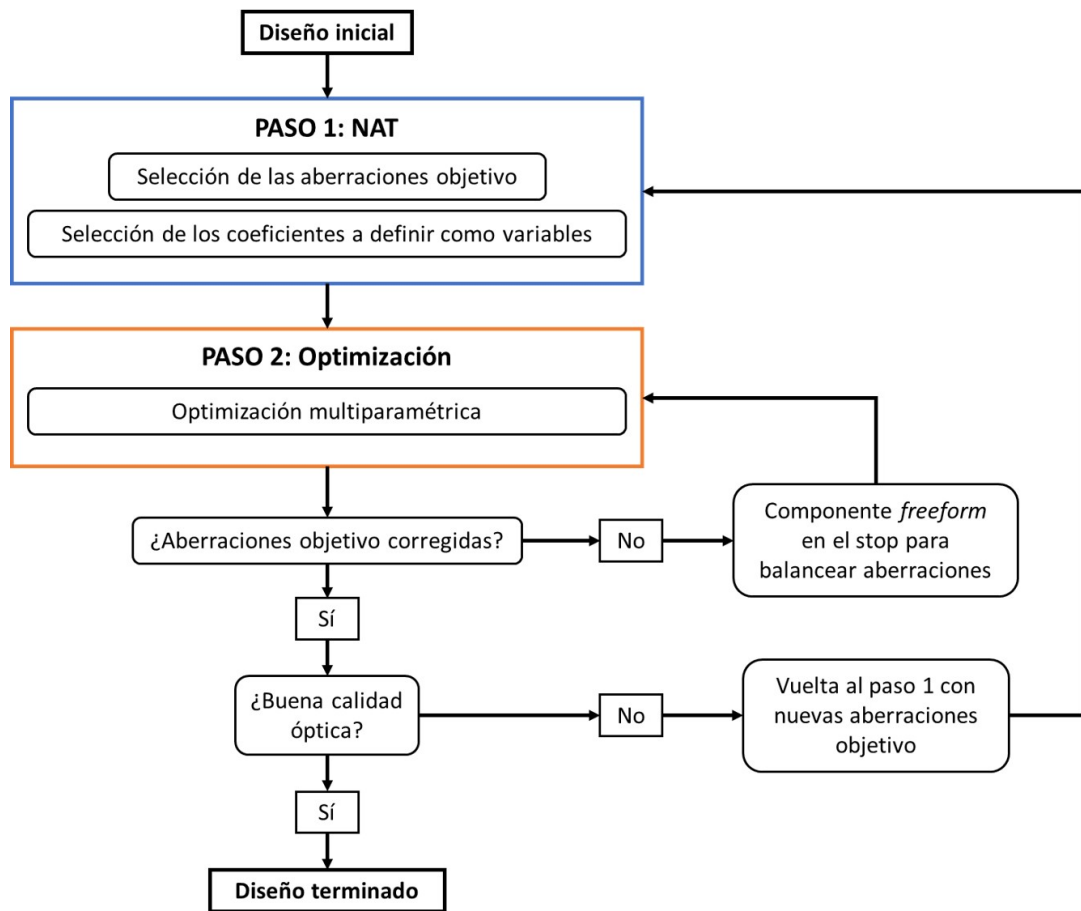 Diseño inicial
PASO 1: NAT
Selección de las aberraciones objetivo
Selección de los coeficientes a definir como variables
PASO 2: Optimización
Optimización multiparamétrica
¿Aberraciones objetivo corregidas?
No
Componente freeform
en el stop para
balancear aberraciones
Sí
¿Buena calidad
óptica?
No
Vuelta al paso 1 con
nuevas aberraciones
objetivo
Sí
Diseño terminado